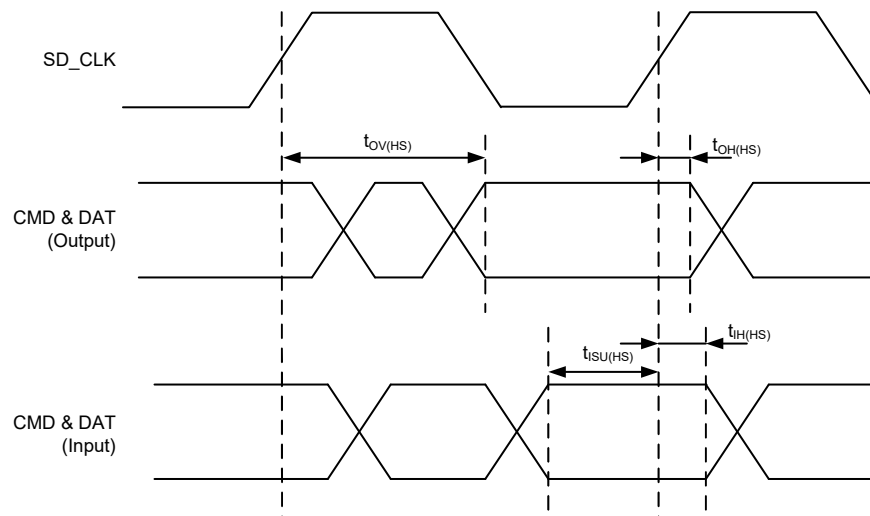 SD_CLK
tOV(HS)
tOH(HS)
CMD & DAT
(Output)
tISU(HS)
tIH(HS)
CMD & DAT
(Input)